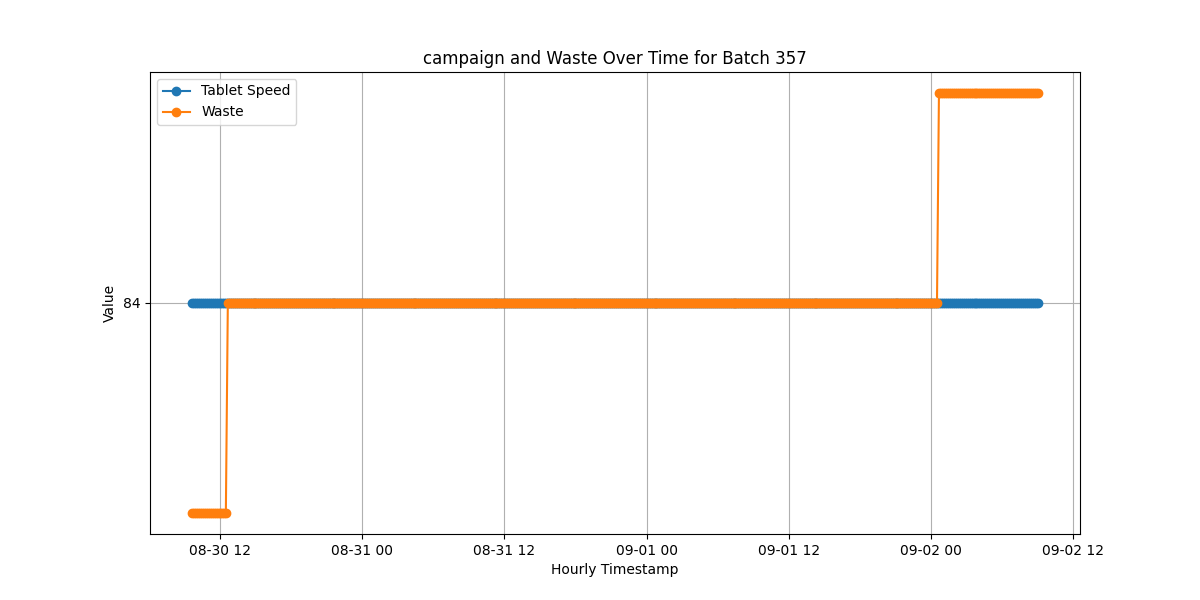 campaign and Waste Over Time for Batch 357
Tablet Speed
Waste
Value
84
08-30 12
08-31 00
08-31 12
09-01 00
09-01 12
09-02 00
09-02 12
Hourly Timestamp